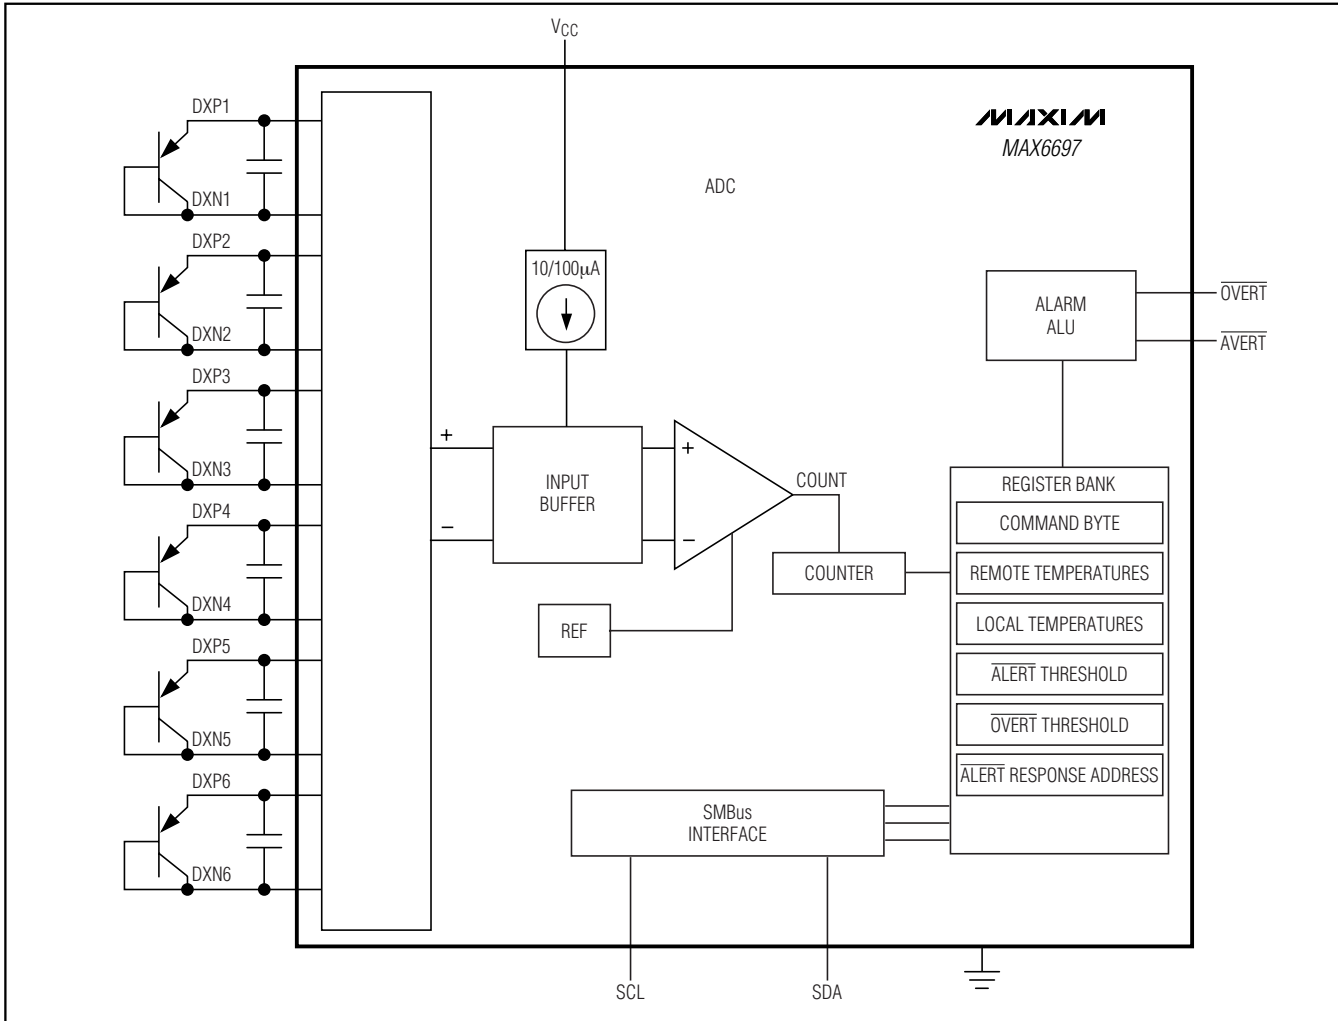 VCC
DXP1
DXN1
DXP2
DXN2
DXP3
DXN3
DXP4
DXN4
DXP5
DXN5
DXP6
DXN6
MAXIM
MAX6697
ADC
10/100µA
+
−
INPUT
BUFFER
+
−
COUNT
COUNTER
REF
ALARM
ALU
OVERT
AVERT
REGISTER BANK
COMMAND BYTE
REMOTE TEMPERATURES
LOCAL TEMPERATURES
ALERT THRESHOLD
OVERT THRESHOLD
ALERT RESPONSE ADDRESS
SMBus
INTERFACE
SCL
SDA